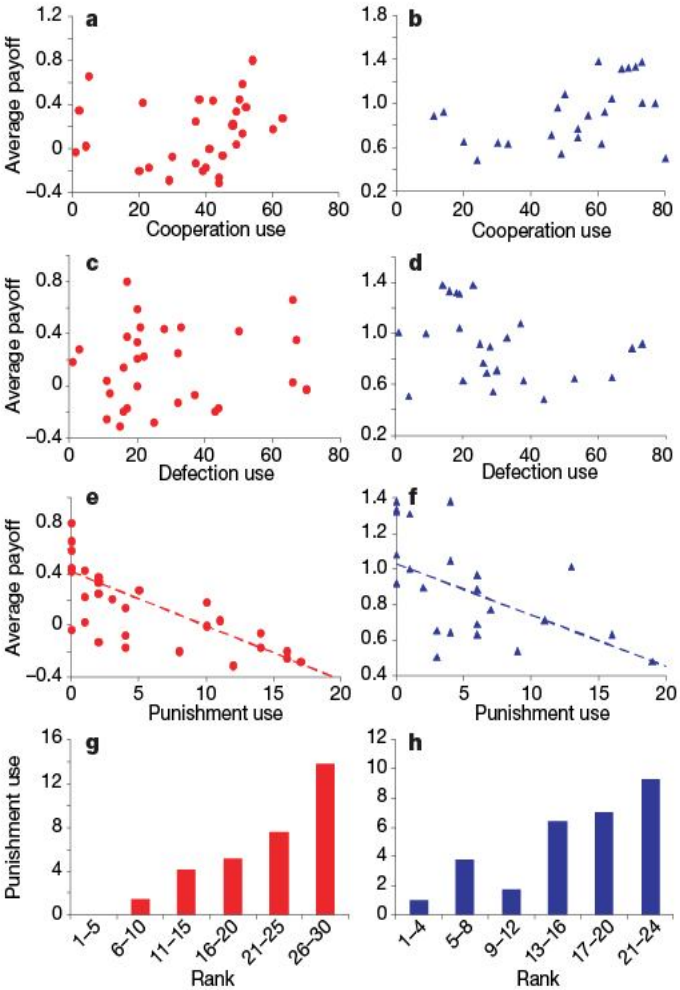 a
1.2
0.8
0.4
0
–0.4
Average payoff
0 20 40 60 80
Cooperation use
b
1.8
1.4
1.0
0.6
0.2
0 20 40 60 80
Cooperation use
c
0.8
0.4
0
–0.4
Average payoff
0 20 40 60 80
Defection use
d
1.4
1.0
0.6
0.2
0 20 40 60 80
Defection use
e
0.8
0.4
0
–0.4
Average payoff
0 5 10 15 20
Punishment use
f
1.4
1.2
1.0
0.8
0.6
0.4
0 5 10 15 20
Punishment use
g
16
12
8
4
0
Punishment use
1–5 6–10 11–15 16–20 21–25 26–30
Rank
h
12
10
8
6
4
2
0
1–4 5–8 9–12 13–16 17–20 21–24
Rank